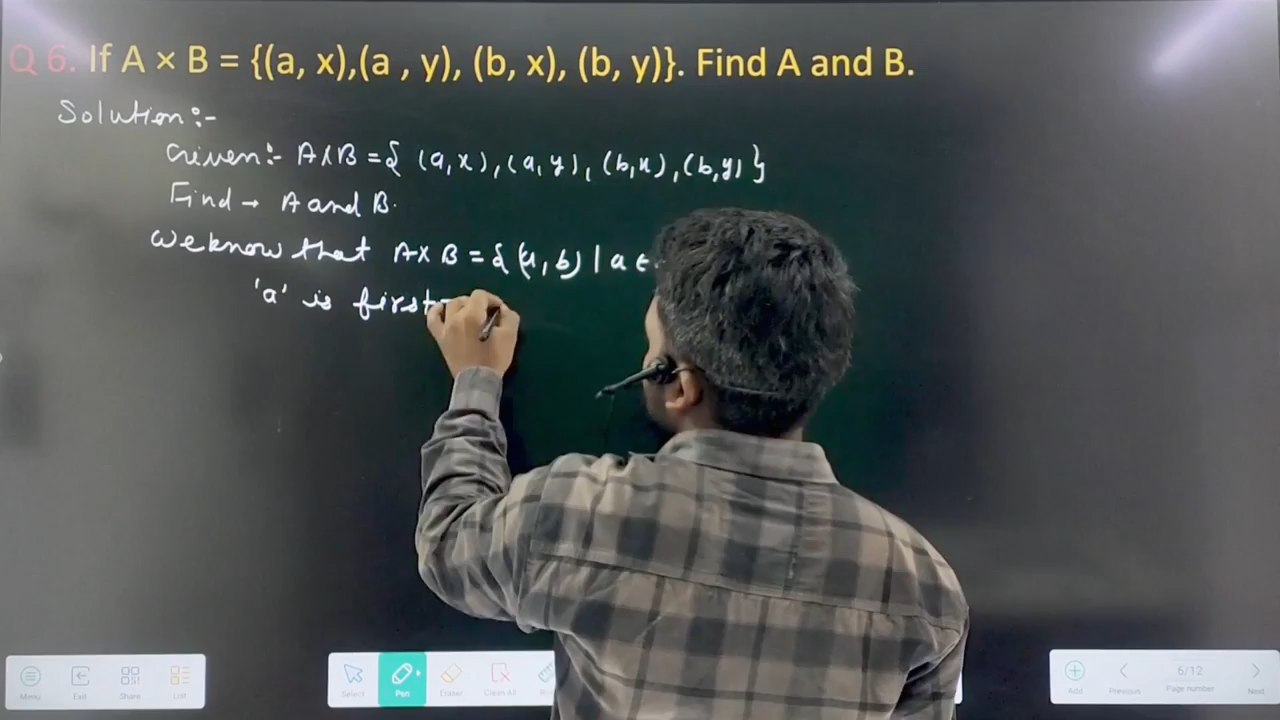 Q 6. If A × B = {(a, x),(a , y), (b, x), (b, y)}. Find A and B.
Solution:-
Given:- A×B = { (a,x), (a,y), (b,x), (b,y) }
Find → A and B.
We know that A×B = { (a,b) | a ∈
'a' is first
Menu
Exit
Share
List
Select
Pen
Eraser
Clean All
Add
Previous
6/12
Page number
Next